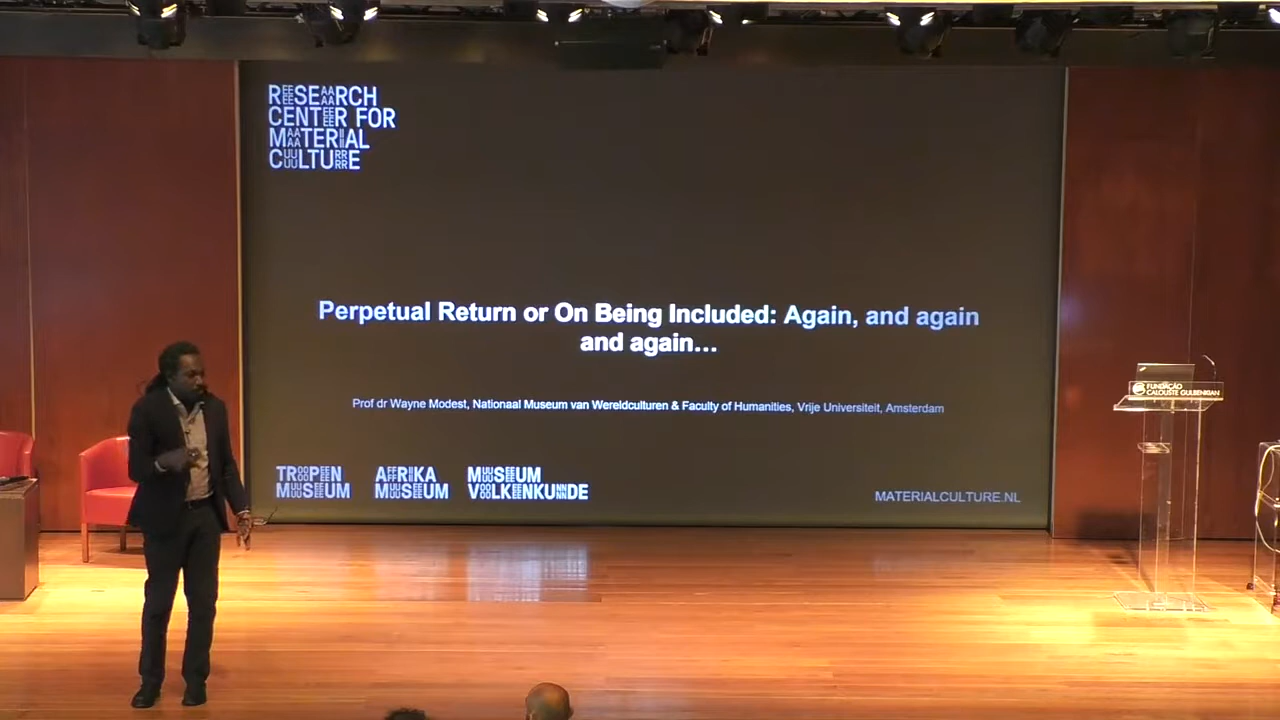 RESEARCH
CENTER FOR
MATERIAL
CULTURE
Perpetual Return or On Being Included: Again, and again
and again...
Prof dr Wayne Modest, Nationaal Museum van Wereldculturen & Faculty of Humanities, Vrije Universiteit, Amsterdam
TROPEN
MUSEUM
AFRIKA
MUSEUM
MUSEUM
VOLKENKUNDE
MATERIALCULTURE.NL
FUNDAÇÃO
CALOUSTE GULBENKIAN